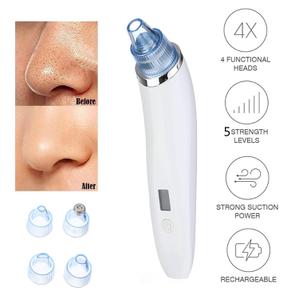 Before
After
4X
4 FUNCTIONAL
HEADS
5 STRENGTH
LEVELS
STRONG SUCTION
POWER
RECHARGEABLE